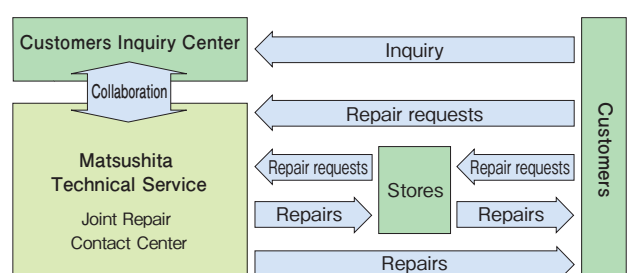 Customers Inquiry Center
Inquiry
Collaboration
Repair requests
Matsushita
Technical Service
Joint Repair
Contact Center
Repair requests
Stores
Repair requests
Repairs
Repairs
Repairs
Customers